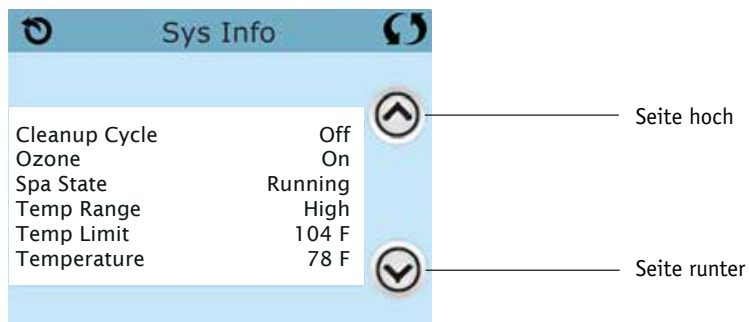 Sys Info
Seite hoch
Cleanup Cycle Off
Ozone On
Spa State Running
Temp Range High
Temp Limit 104 F
Temperature 78 F
Seite runter